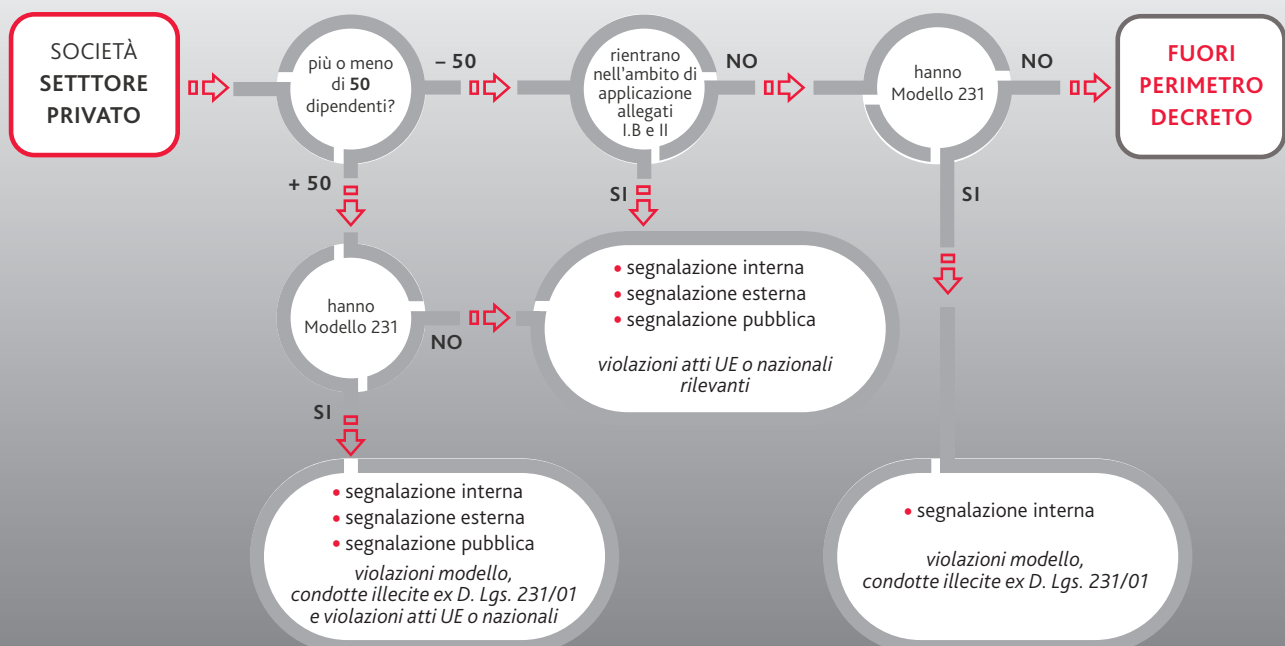 SOCIETÀ
SETTTORE
PRIVATO
più o meno
di 50
dipendenti?
– 50
+ 50
rientrano
nell'ambito di
applicazione
allegati
I.B e II
NO
SI
hanno
Modello 231
NO
SI
FUORI
PERIMETRO
DECRETO
hanno
Modello 231
NO
SI
• segnalazione interna
• segnalazione esterna
• segnalazione pubblica
violazioni atti UE o nazionali
rilevanti
• segnalazione interna
• segnalazione esterna
• segnalazione pubblica
violazioni modello,
condotte illecite ex D. Lgs. 231/01
e violazioni atti UE o nazionali
• segnalazione interna
violazioni modello,
condotte illecite ex D. Lgs. 231/01